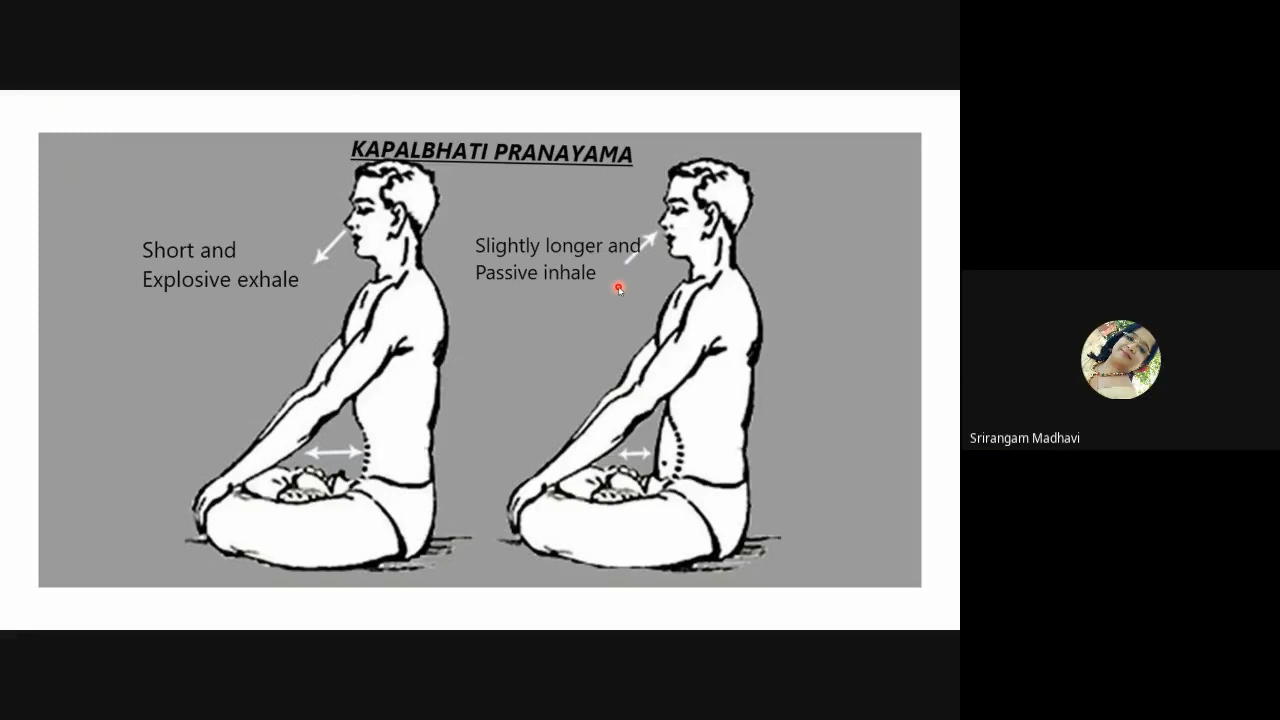 KAPALBHATI PRANAYAMA
Short and
Explosive exhale
Slightly longer and
Passive inhale
Srirangam Madhavi